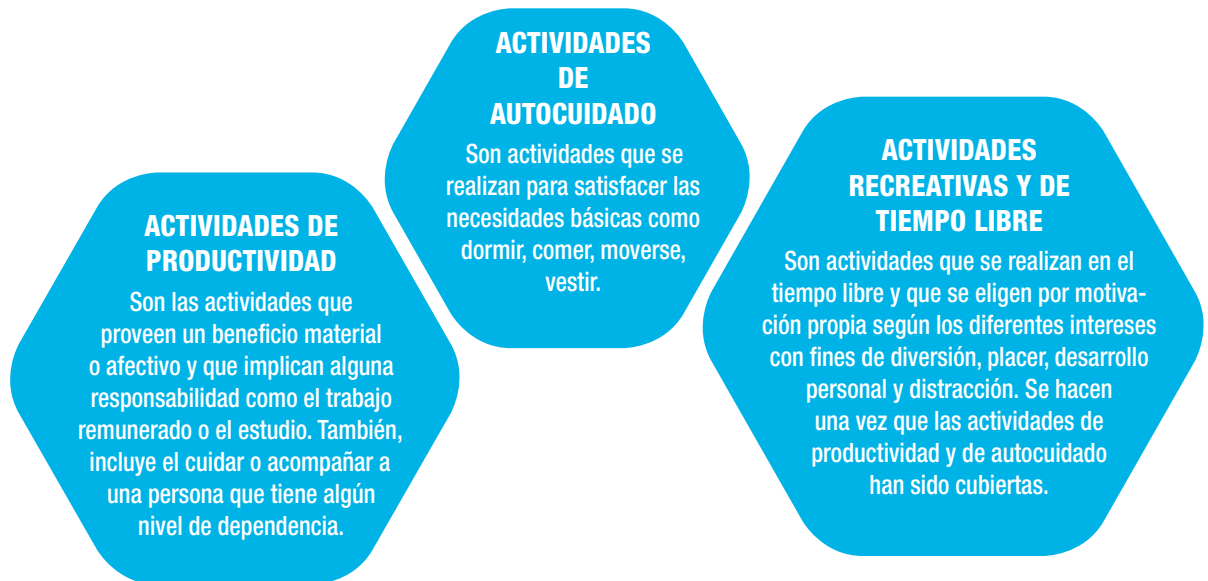 ACTIVIDADES DE
PRODUCTIVIDAD
Son las actividades que
proveen un beneficio material
o afectivo y que implican alguna
responsabilidad como el trabajo
remunerado o el estudio. También,
incluye el cuidar o acompañar a
una persona que tiene algún
nivel de dependencia.
ACTIVIDADES
DE
AUTOCUIDADO
Son actividades que se
realizan para satisfacer las
necesidades básicas como
dormir, comer, moverse,
vestir.
ACTIVIDADES
RECREATIVAS Y DE
TIEMPO LIBRE
Son actividades que se realizan en el
tiempo libre y que se eligen por motiva-
ción propia según los diferentes intereses
con fines de diversión, placer, desarrollo
personal y distracción. Se hacen
una vez que las actividades de
productividad y de autocuidado
han sido cubiertas.